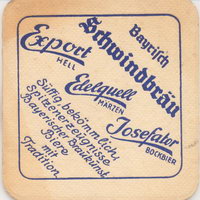 Bayrisch
Schwindbräu
Export
HELL
Edelquell
MÄRZEN
Josefator
BOCKBIER
Süffig, bekömmlich
Spitzenerzeugnisse
Bayerischer Braukunst
Biere
mit
Tradition